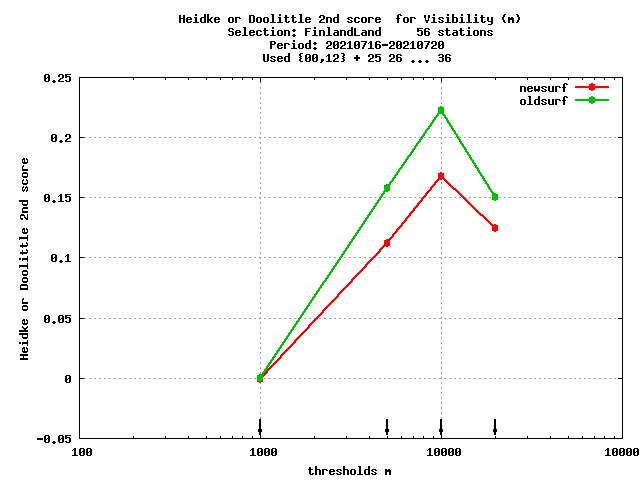 Heidke or Doolittle 2nd score  for Visibility (m)
Selection: FinlandLand     56 stations
Period: 20210716-20210720
Used {00,12} + 25 26 ... 36
newsurf
oldsurf
0.25
0.2
0.15
0.1
0.05
0
-0.05
Heidke or Doolittle 2nd score
100 1000 10000 10000
thresholds m